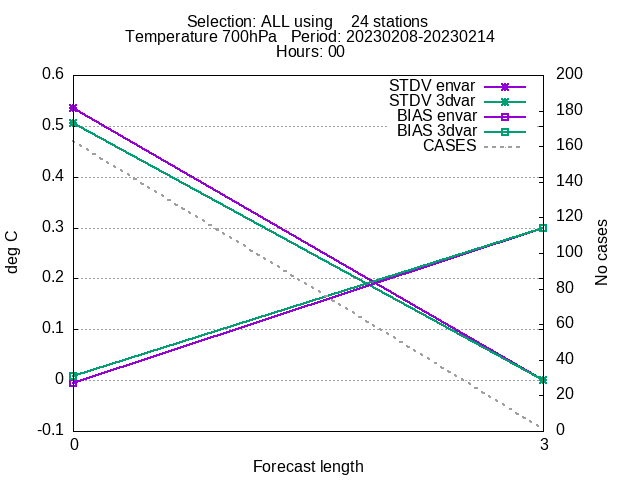 Selection: ALL using    24 stations
Temperature 700hPa   Period: 20230208-20230214
Hours: 00
STDV envar
STDV 3dvar
BIAS envar
BIAS 3dvar
CASES
0.6
0.5
0.4
0.3
0.2
0.1
0
-0.1
200
180
160
140
120
100
80
60
40
20
0
deg C
No cases
0
3
Forecast length